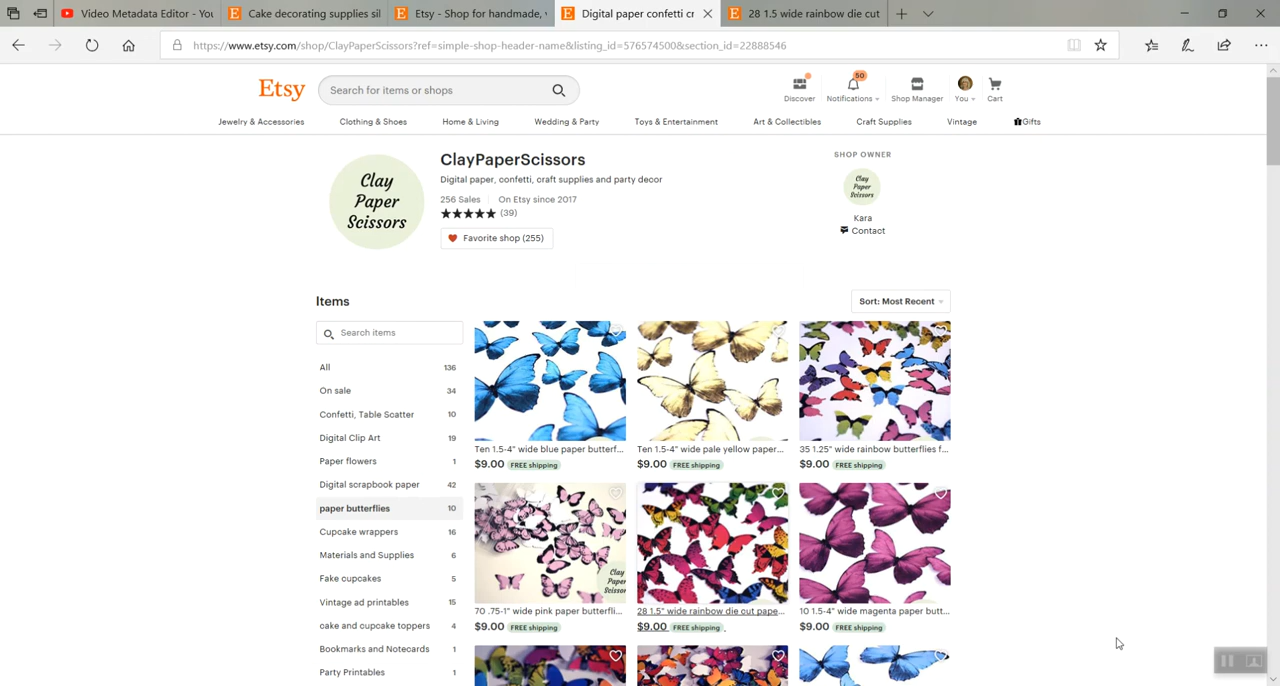 Video Metadata Editor - You
Cake decorating supplies sil
Etsy - Shop for handmade, v
Digital paper confetti cr
28 1.5 wide rainbow die cut
https://www.etsy.com/shop/ClayPaperScissors?ref=simple-shop-header-name&listing_id=576574500&section_id=22888546
Etsy
Search for items or shops
50
Discover
Notifications
Shop Manager
You
Cart
Jewelry & Accessories
Clothing & Shoes
Home & Living
Wedding & Party
Toys & Entertainment
Art & Collectibles
Craft Supplies
Vintage
Gifts
Clay
Paper
Scissors
ClayPaperScissors
Digital paper, confetti, craft supplies and party decor
256 Sales
On Etsy since 2017
★★★★★ (39)
Favorite shop (255)
SHOP OWNER
Clay
Paper
Scissors
Kara
Contact
Items
Sort: Most Recent
Search items
All 136
On sale 34
Confetti, Table Scatter 10
Digital Clip Art 19
Paper flowers 1
Digital scrapbook paper 42
paper butterflies 10
Cupcake wrappers 16
Materials and Supplies 6
Fake cupcakes 5
Vintage ad printables 15
cake and cupcake toppers 4
Bookmarks and Notecards 1
Party Printables 1
Ten 1.5-4" wide blue paper butterf...
$9.00 FREE shipping
Ten 1.5-4" wide pale yellow paper...
$9.00 FREE shipping
35 1.25" wide rainbow butterflies f...
$9.00 FREE shipping
Clay
Paper
Scissor
70 .75-1" wide pink paper butterfli...
$9.00 FREE shipping
28 1.5" wide rainbow die cut pape...
$9.00 FREE shipping
10 1.5-4" wide magenta paper butt...
$9.00 FREE shipping